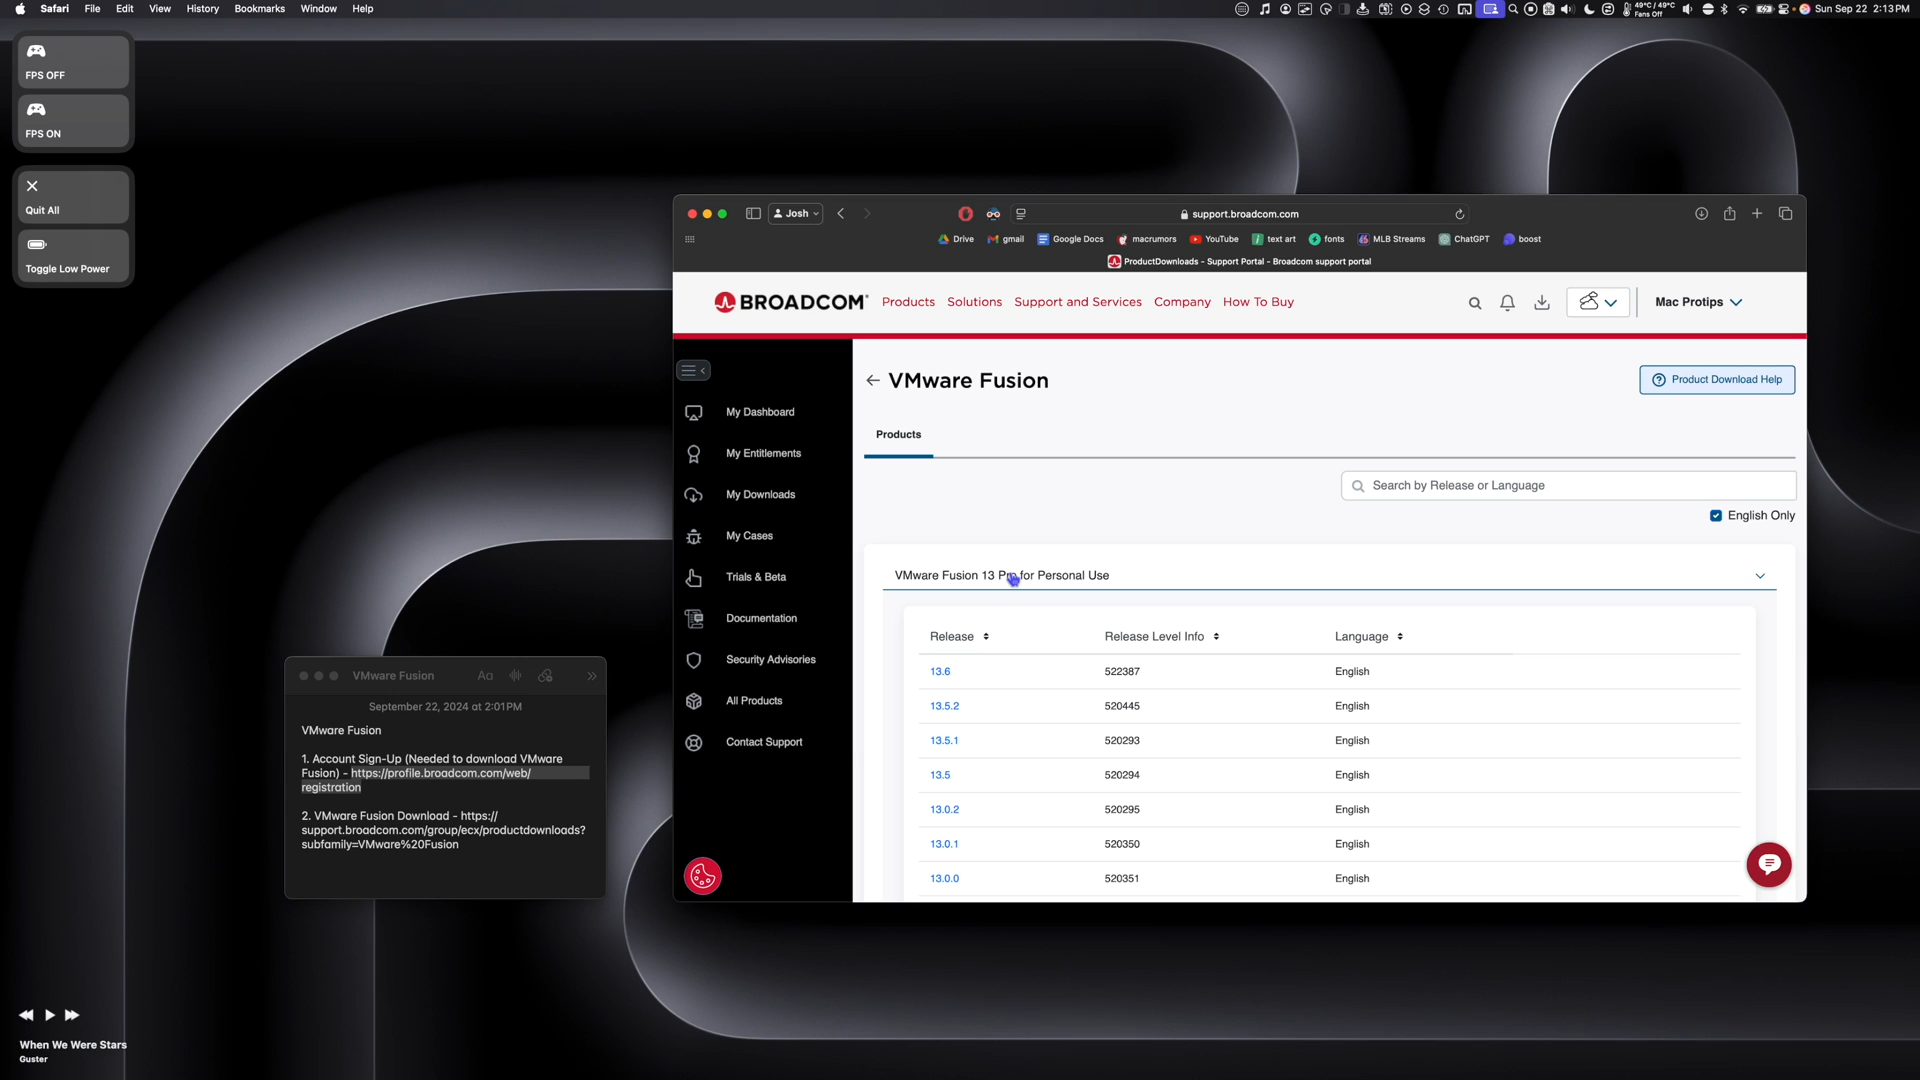 Safari File Edit View History Bookmarks Window Help
49°C / 49°C
Fans Off
Sun Sep 22 2:13 PM
FPS OFF
FPS ON
Quit All
Toggle Low Power
Josh
support.broadcom.com
Drive gmail Google Docs macrumors YouTube text art fonts MLB Streams ChatGPT boost
ProductDownloads - Support Portal - Broadcom support portal
BROADCOM Products Solutions Support and Services Company How To Buy
Mac Protips
VMware Fusion
Product Download Help
Products
Search by Release or Language
English Only
My Dashboard
My Entitlements
My Downloads
My Cases
Trials & Beta
Documentation
Security Advisories
All Products
Contact Support
VMware Fusion 13 Pro for Personal Use
Release Release Level Info Language
13.6 522387 English
13.5.2 520445 English
13.5.1 520293 English
13.5 520294 English
13.0.2 520295 English
13.0.1 520350 English
13.0.0 520351 English
VMware Fusion
Aa
September 22, 2024 at 2:01 PM
VMware Fusion
1. Account Sign-Up (Needed to download VMware
Fusion) - https://profile.broadcom.com/web/
registration
2. VMware Fusion Download - https://
support.broadcom.com/group/ecx/productdownloads?
subfamily=VMware%20Fusion
When We Were Stars
Guster